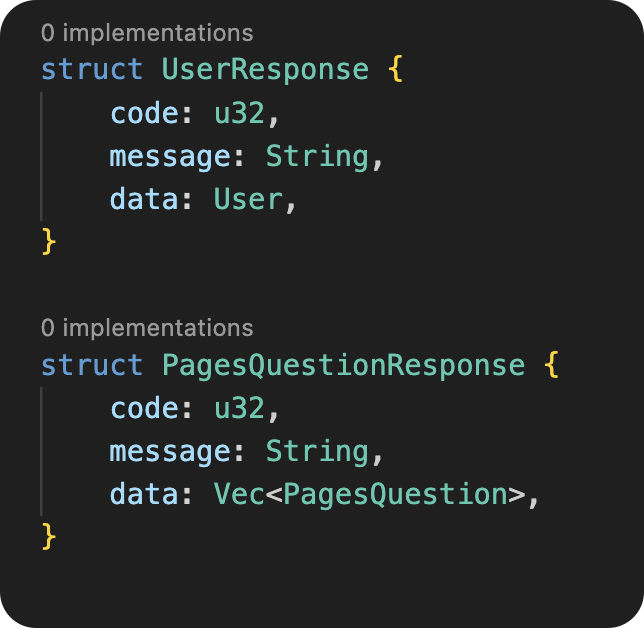 0 implementations
struct UserResponse {
    code: u32,
    message: String,
    data: User,
}
0 implementations
struct PagesQuestionResponse {
    code: u32,
    message: String,
    data: Vec<PagesQuestion>,
}